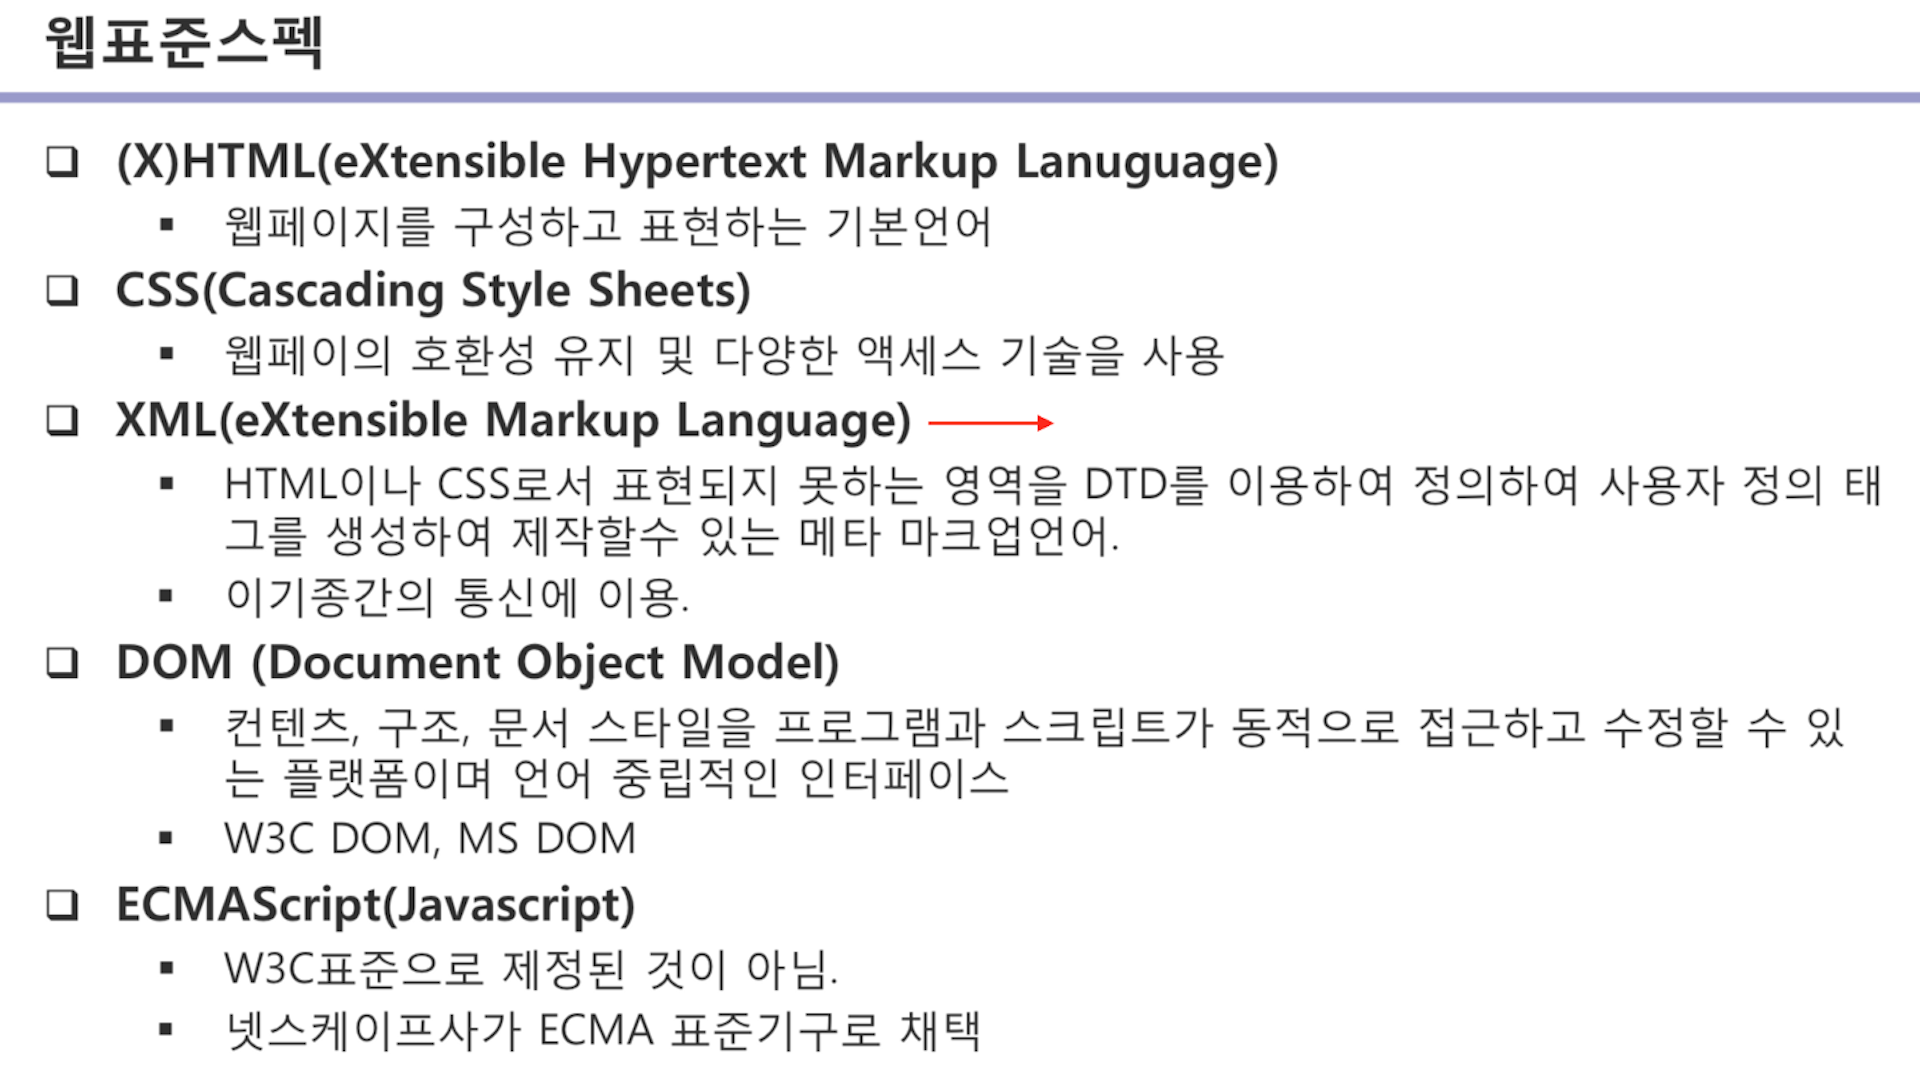 웹표준스펙
(X)HTML(eXtensible Hypertext Markup Lanuguage)
웹페이지를 구성하고 표현하는 기본언어
CSS(Cascading Style Sheets)
웹페이의 호환성 유지 및 다양한 액세스 기술을 사용
XML(eXtensible Markup Language)
HTML이나 CSS로서 표현되지 못하는 영역을 DTD를 이용하여 정의하여 사용자 정의 태
그를 생성하여 제작할수 있는 메타 마크업언어.
이기종간의 통신에 이용.
DOM (Document Object Model)
컨텐츠, 구조, 문서 스타일을 프로그램과 스크립트가 동적으로 접근하고 수정할 수 있
는 플랫폼이며 언어 중립적인 인터페이스
W3C DOM, MS DOM
ECMAScript(Javascript)
W3C표준으로 제정된 것이 아님.
넷스케이프사가 ECMA 표준기구로 채택